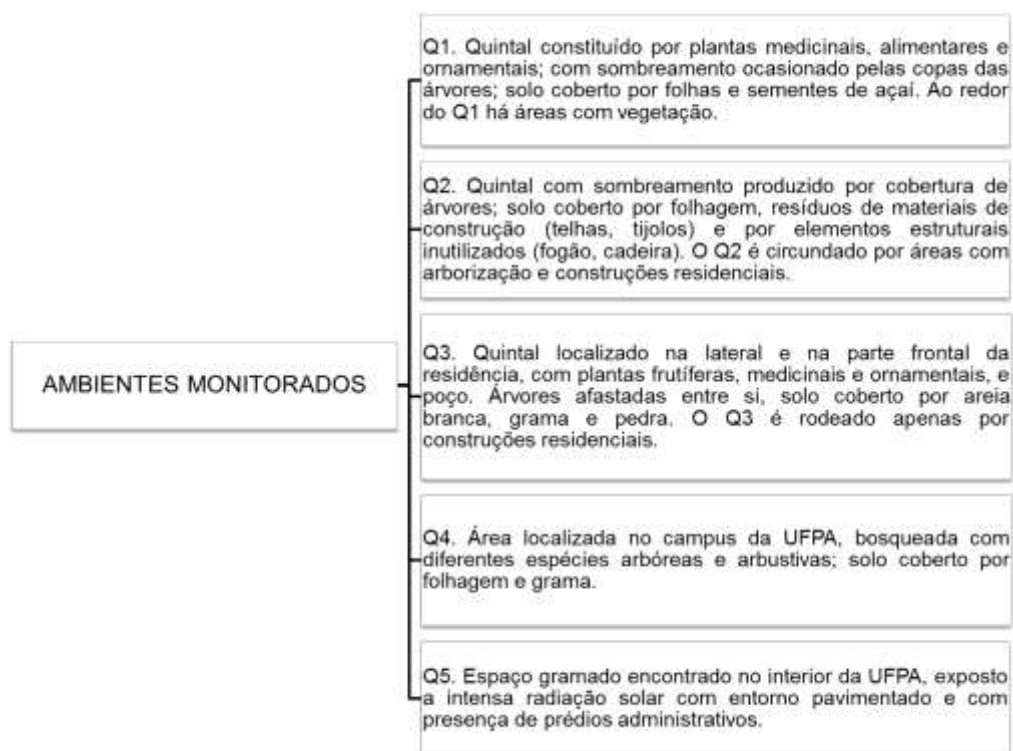 Q1. Quintal constituído por plantas medicinais, alimentares e
ornamentais; com sombreamento ocasionado pelas copas das
árvores; solo coberto por folhas e sementes de açaí. Ao redor
do Q1 há áreas com vegetação.
Q2. Quintal com sombreamento produzido por cobertura de
árvores; solo coberto por folhagem, resíduos de materiais de
construção (telhas, tijolos) e por elementos estruturais
inutilizados (fogão, cadeira). O Q2 é circundado por áreas com
arborização e construções residenciais.
AMBIENTES MONITORADOS
Q3. Quintal localizado na lateral e na parte frontal da
residência, com plantas frutíferas, medicinais e ornamentais, e
poço. Árvores afastadas entre si, solo coberto por areia
branca, grama e pedra. O Q3 é rodeado apenas por
construções residenciais.
Q4. Área localizada no campus da UFPA, bosqueada com
diferentes espécies arbóreas e arbustivas; solo coberto por
folhagem e grama.
Q5. Espaço gramado encontrado no interior da UFPA, exposto
a intensa radiação solar com entorno pavimentado e com
presença de prédios administrativos.